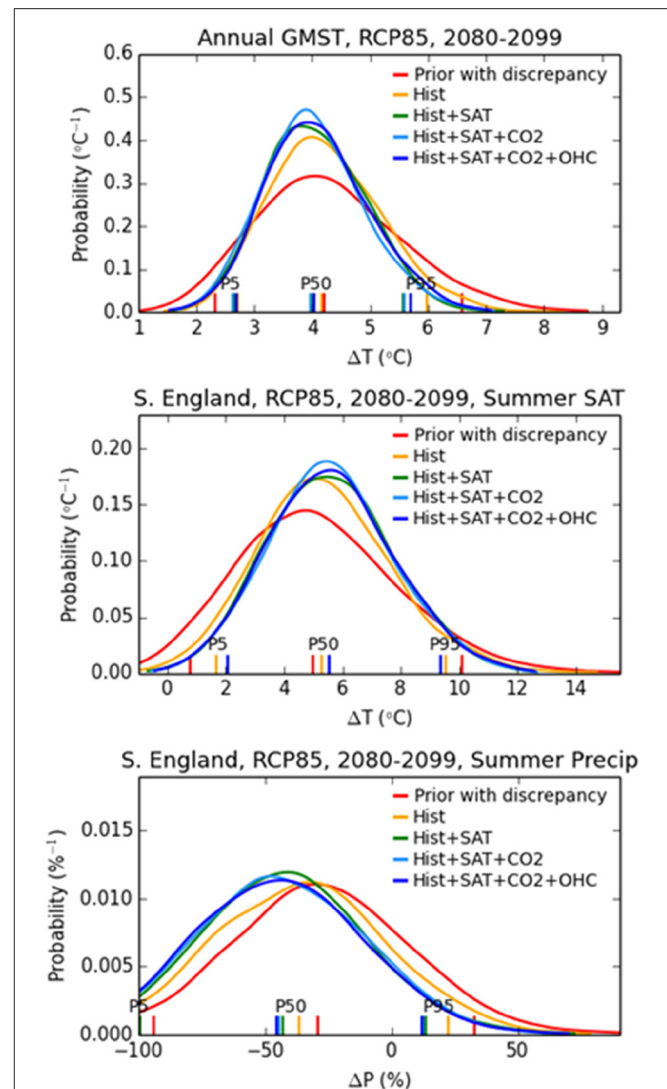 Annual GMST, RCP85, 2080-2099
Probability (°C⁻¹)
0.6
0.5
0.4
0.3
0.2
0.1
0.0
Prior with discrepancy
Hist
Hist+SAT
Hist+SAT+CO2
Hist+SAT+CO2+OHC
P5 P50 P95
1 2 3 4 5 6 7 8 9
ΔT (°C)
S. England, RCP85, 2080-2099, Summer SAT
Probability (°C⁻¹)
0.20
0.15
0.10
0.05
0.00
Prior with discrepancy
Hist
Hist+SAT
Hist+SAT+CO2
Hist+SAT+CO2+OHC
P5 P50 P95
0 2 4 6 8 10 12 14
ΔT (°C)
S. England, RCP85, 2080-2099, Summer Precip
Probability (%⁻¹)
0.015
0.010
0.005
0.000
Prior with discrepancy
Hist
Hist+SAT
Hist+SAT+CO2
Hist+SAT+CO2+OHC
P5 P50 P95
−100 −50 0 50
ΔP (%)